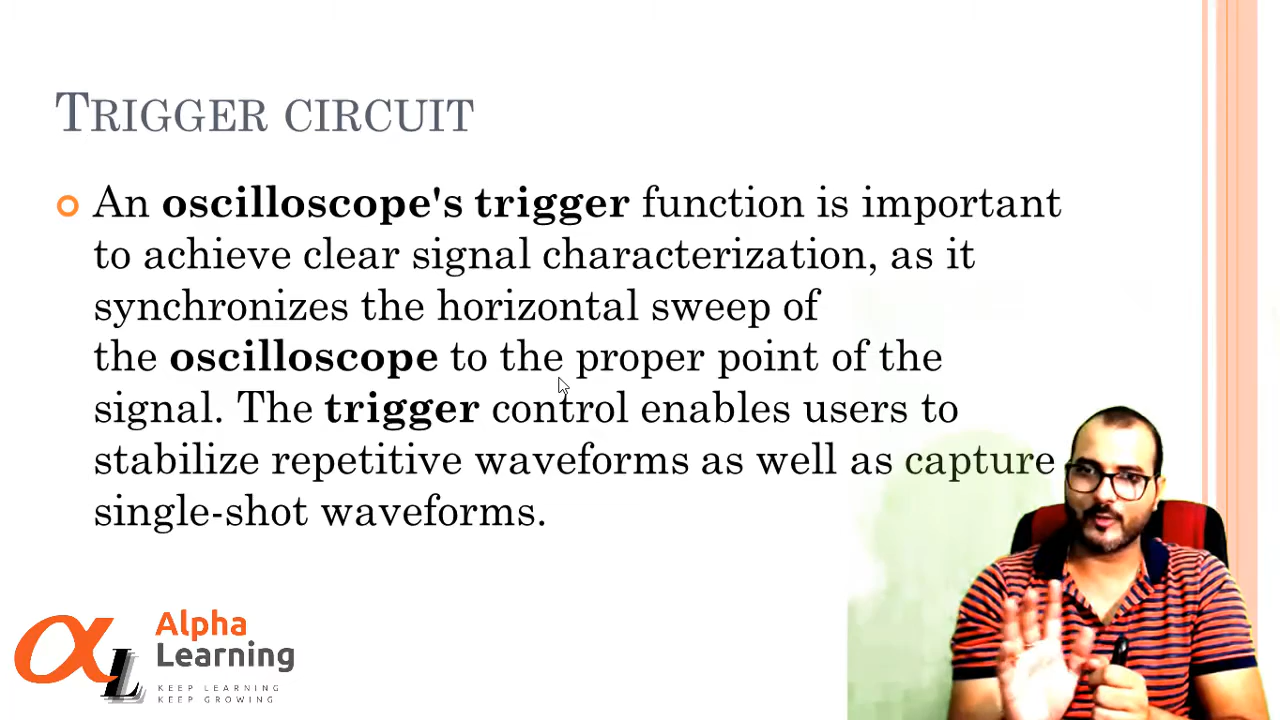 TRIGGER CIRCUIT
An oscilloscope's trigger function is important
to achieve clear signal characterization, as it
synchronizes the horizontal sweep of
the oscilloscope to the proper point of the
signal. The trigger control enables users to
stabilize repetitive waveforms as well as capture
single-shot waveforms.
α
L
Alpha
Learning
KEEP LEARNING
KEEP GROWING